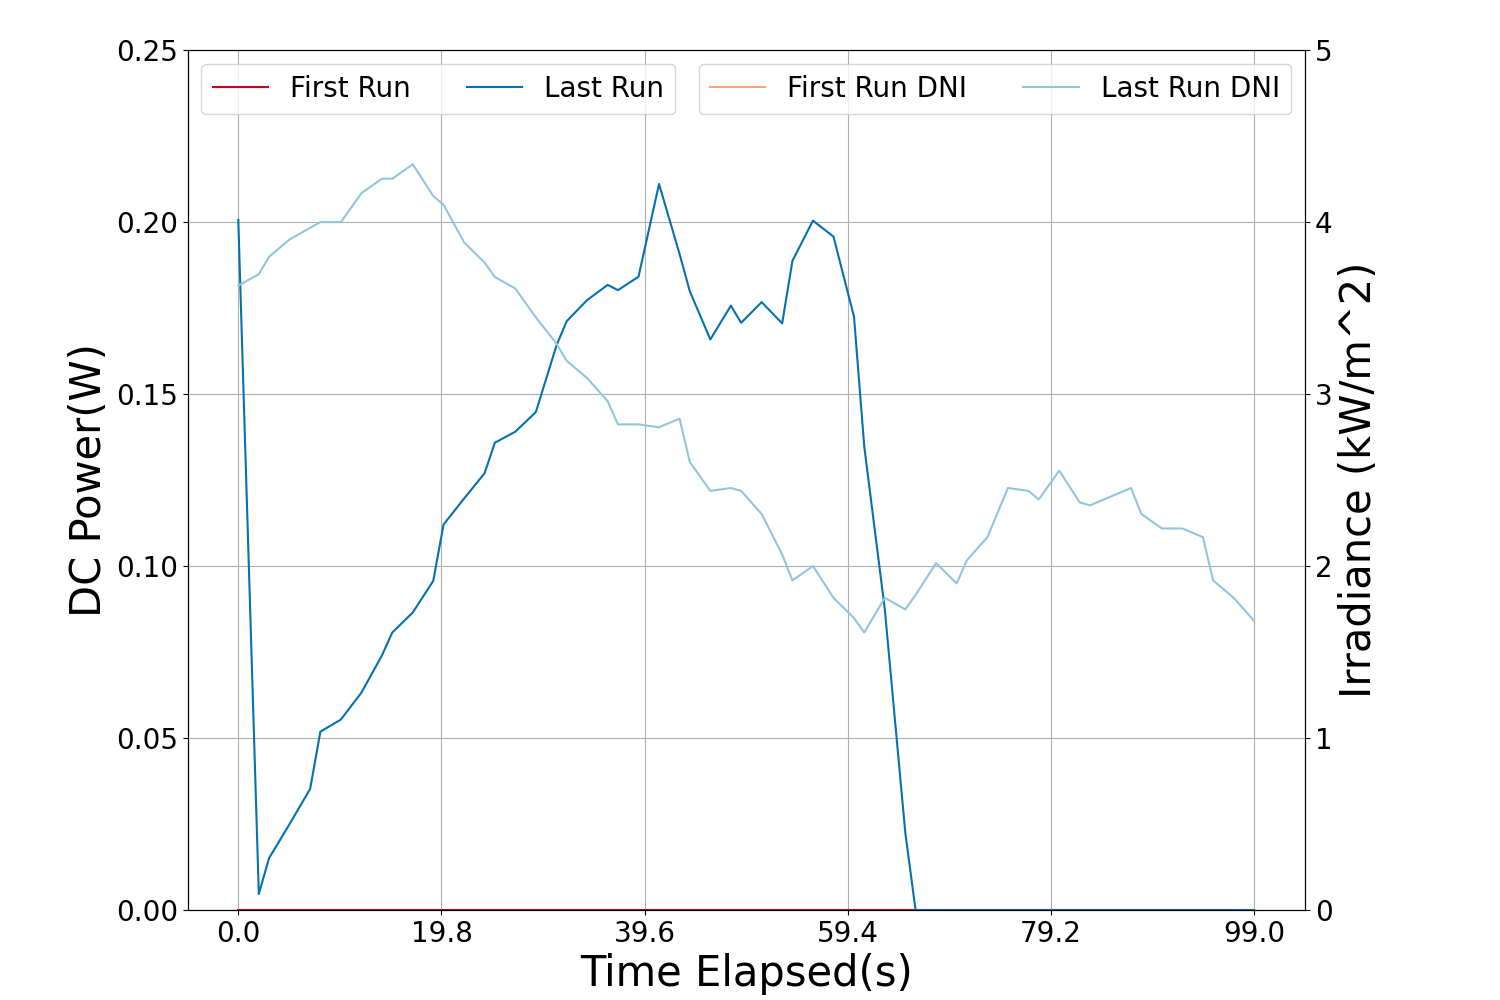 First Run
Last Run
First Run DNI
Last Run DNI
0.25
0.20
0.15
0.10
0.05
0.00
DC Power(W)
5
4
3
2
1
0
Irradiance (kW/m^2)
0.0
19.8
39.6
59.4
79.2
99.0
Time Elapsed(s)